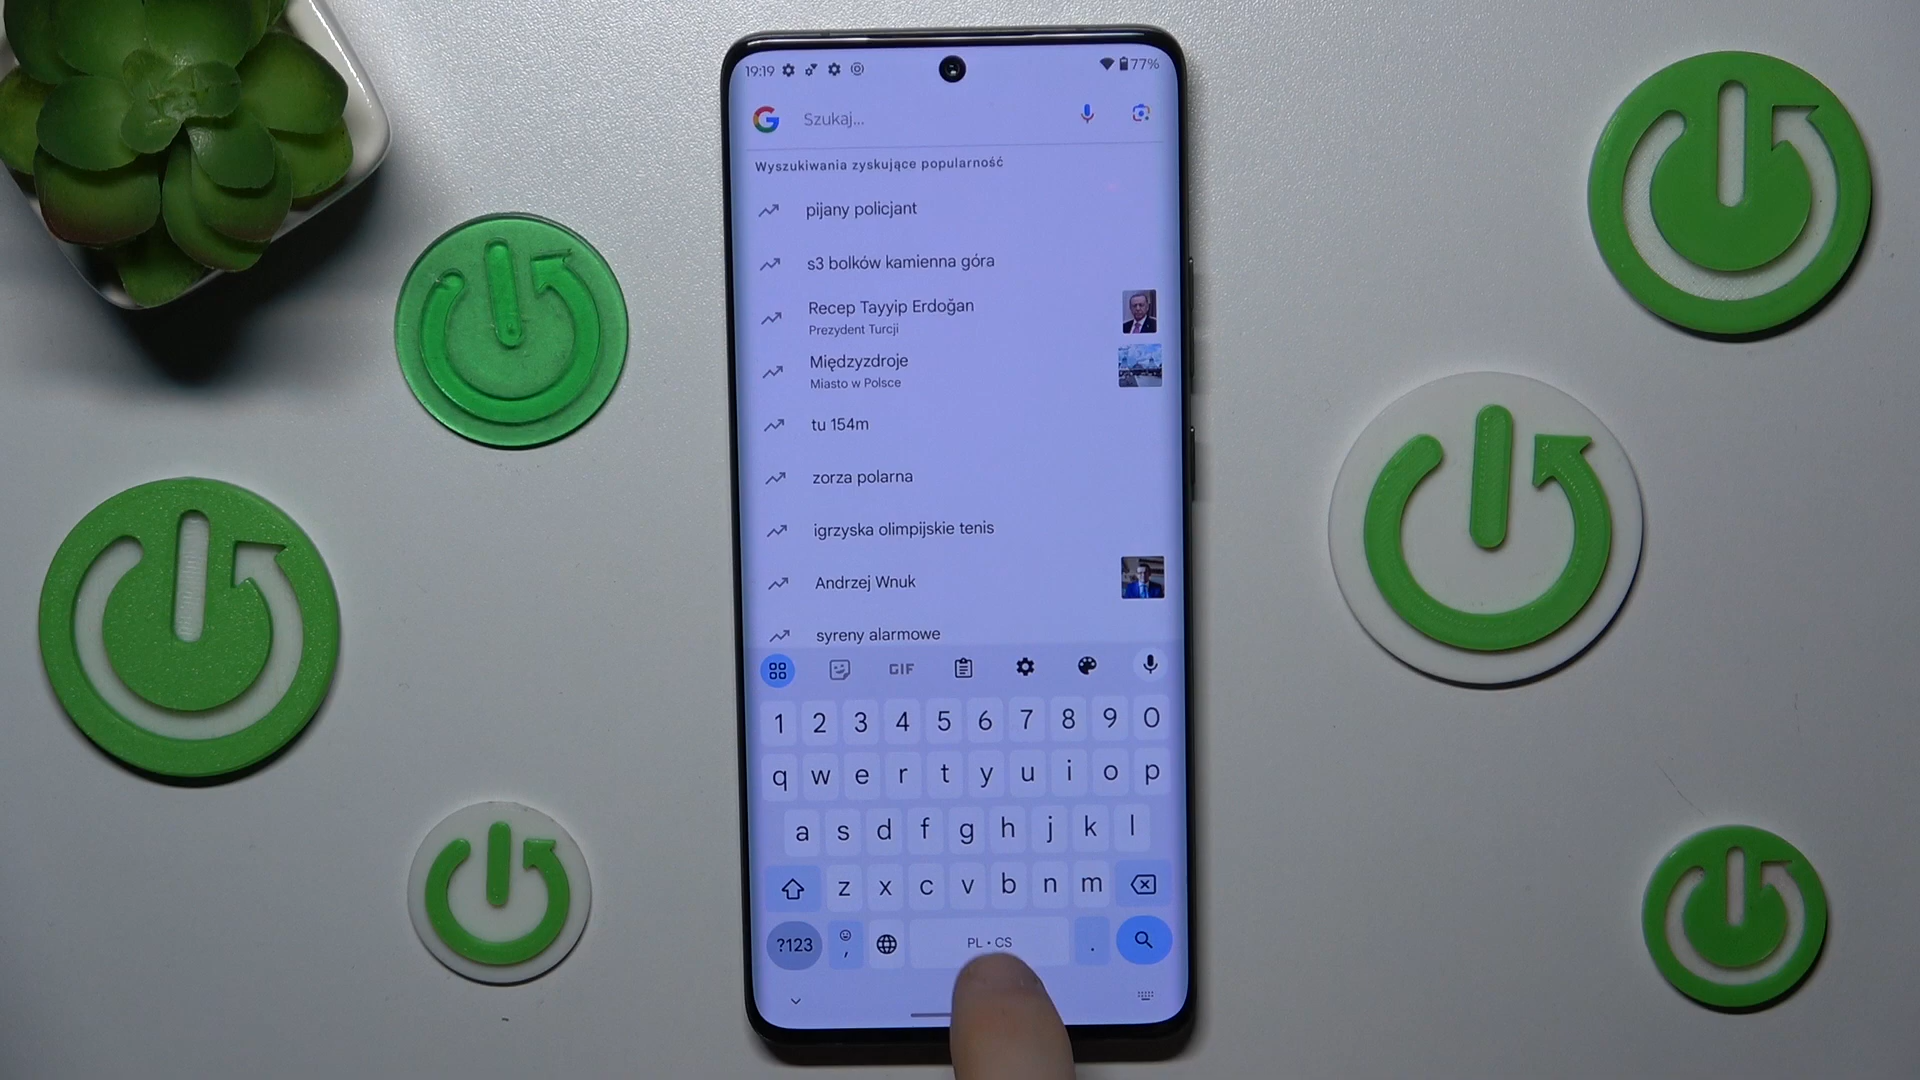 19:19 77%
Szukaj...
Wyszukiwania zyskujące popularność
pijany policjant
s3 bolków kamienna góra
Recep Tayyip Erdoğan
Prezydent Turcji
Międzyzdroje
Miasto w Polsce
tu 154m
zorza polarna
igrzyska olimpijskie tenis
Andrzej Wnuk
syreny alarmowe
GIF
1 2 3 4 5 6 7 8 9 0
q w e r t y u i o p
a s d f g h j k l
z x c v b n m
?123 , PL • CS .